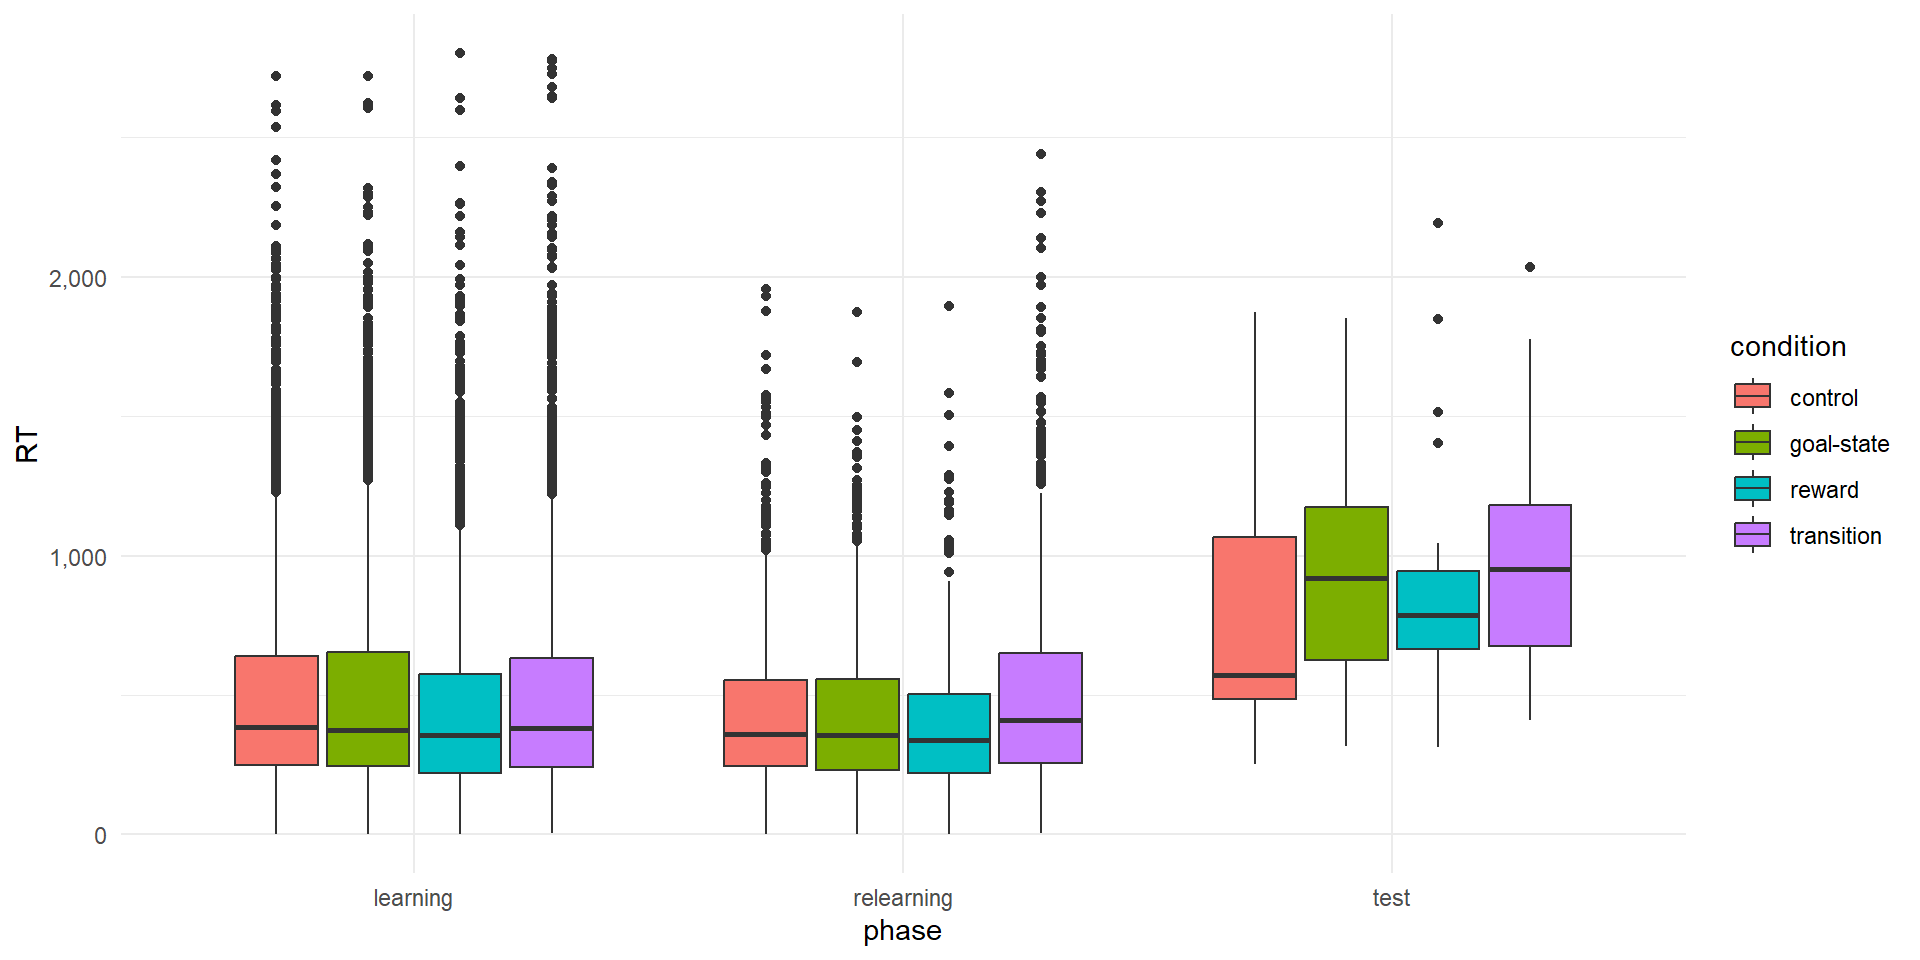 RT
2,000
1,000
0
learning
relearning
test
phase
condition
control
goal-state
reward
transition